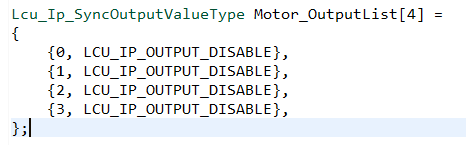 Lcu_Ip_SyncOutputValueType Motor_OutputList[4] =
{
    {0, LCU_IP_OUTPUT_DISABLE},
    {1, LCU_IP_OUTPUT_DISABLE},
    {2, LCU_IP_OUTPUT_DISABLE},
    {3, LCU_IP_OUTPUT_DISABLE},
};